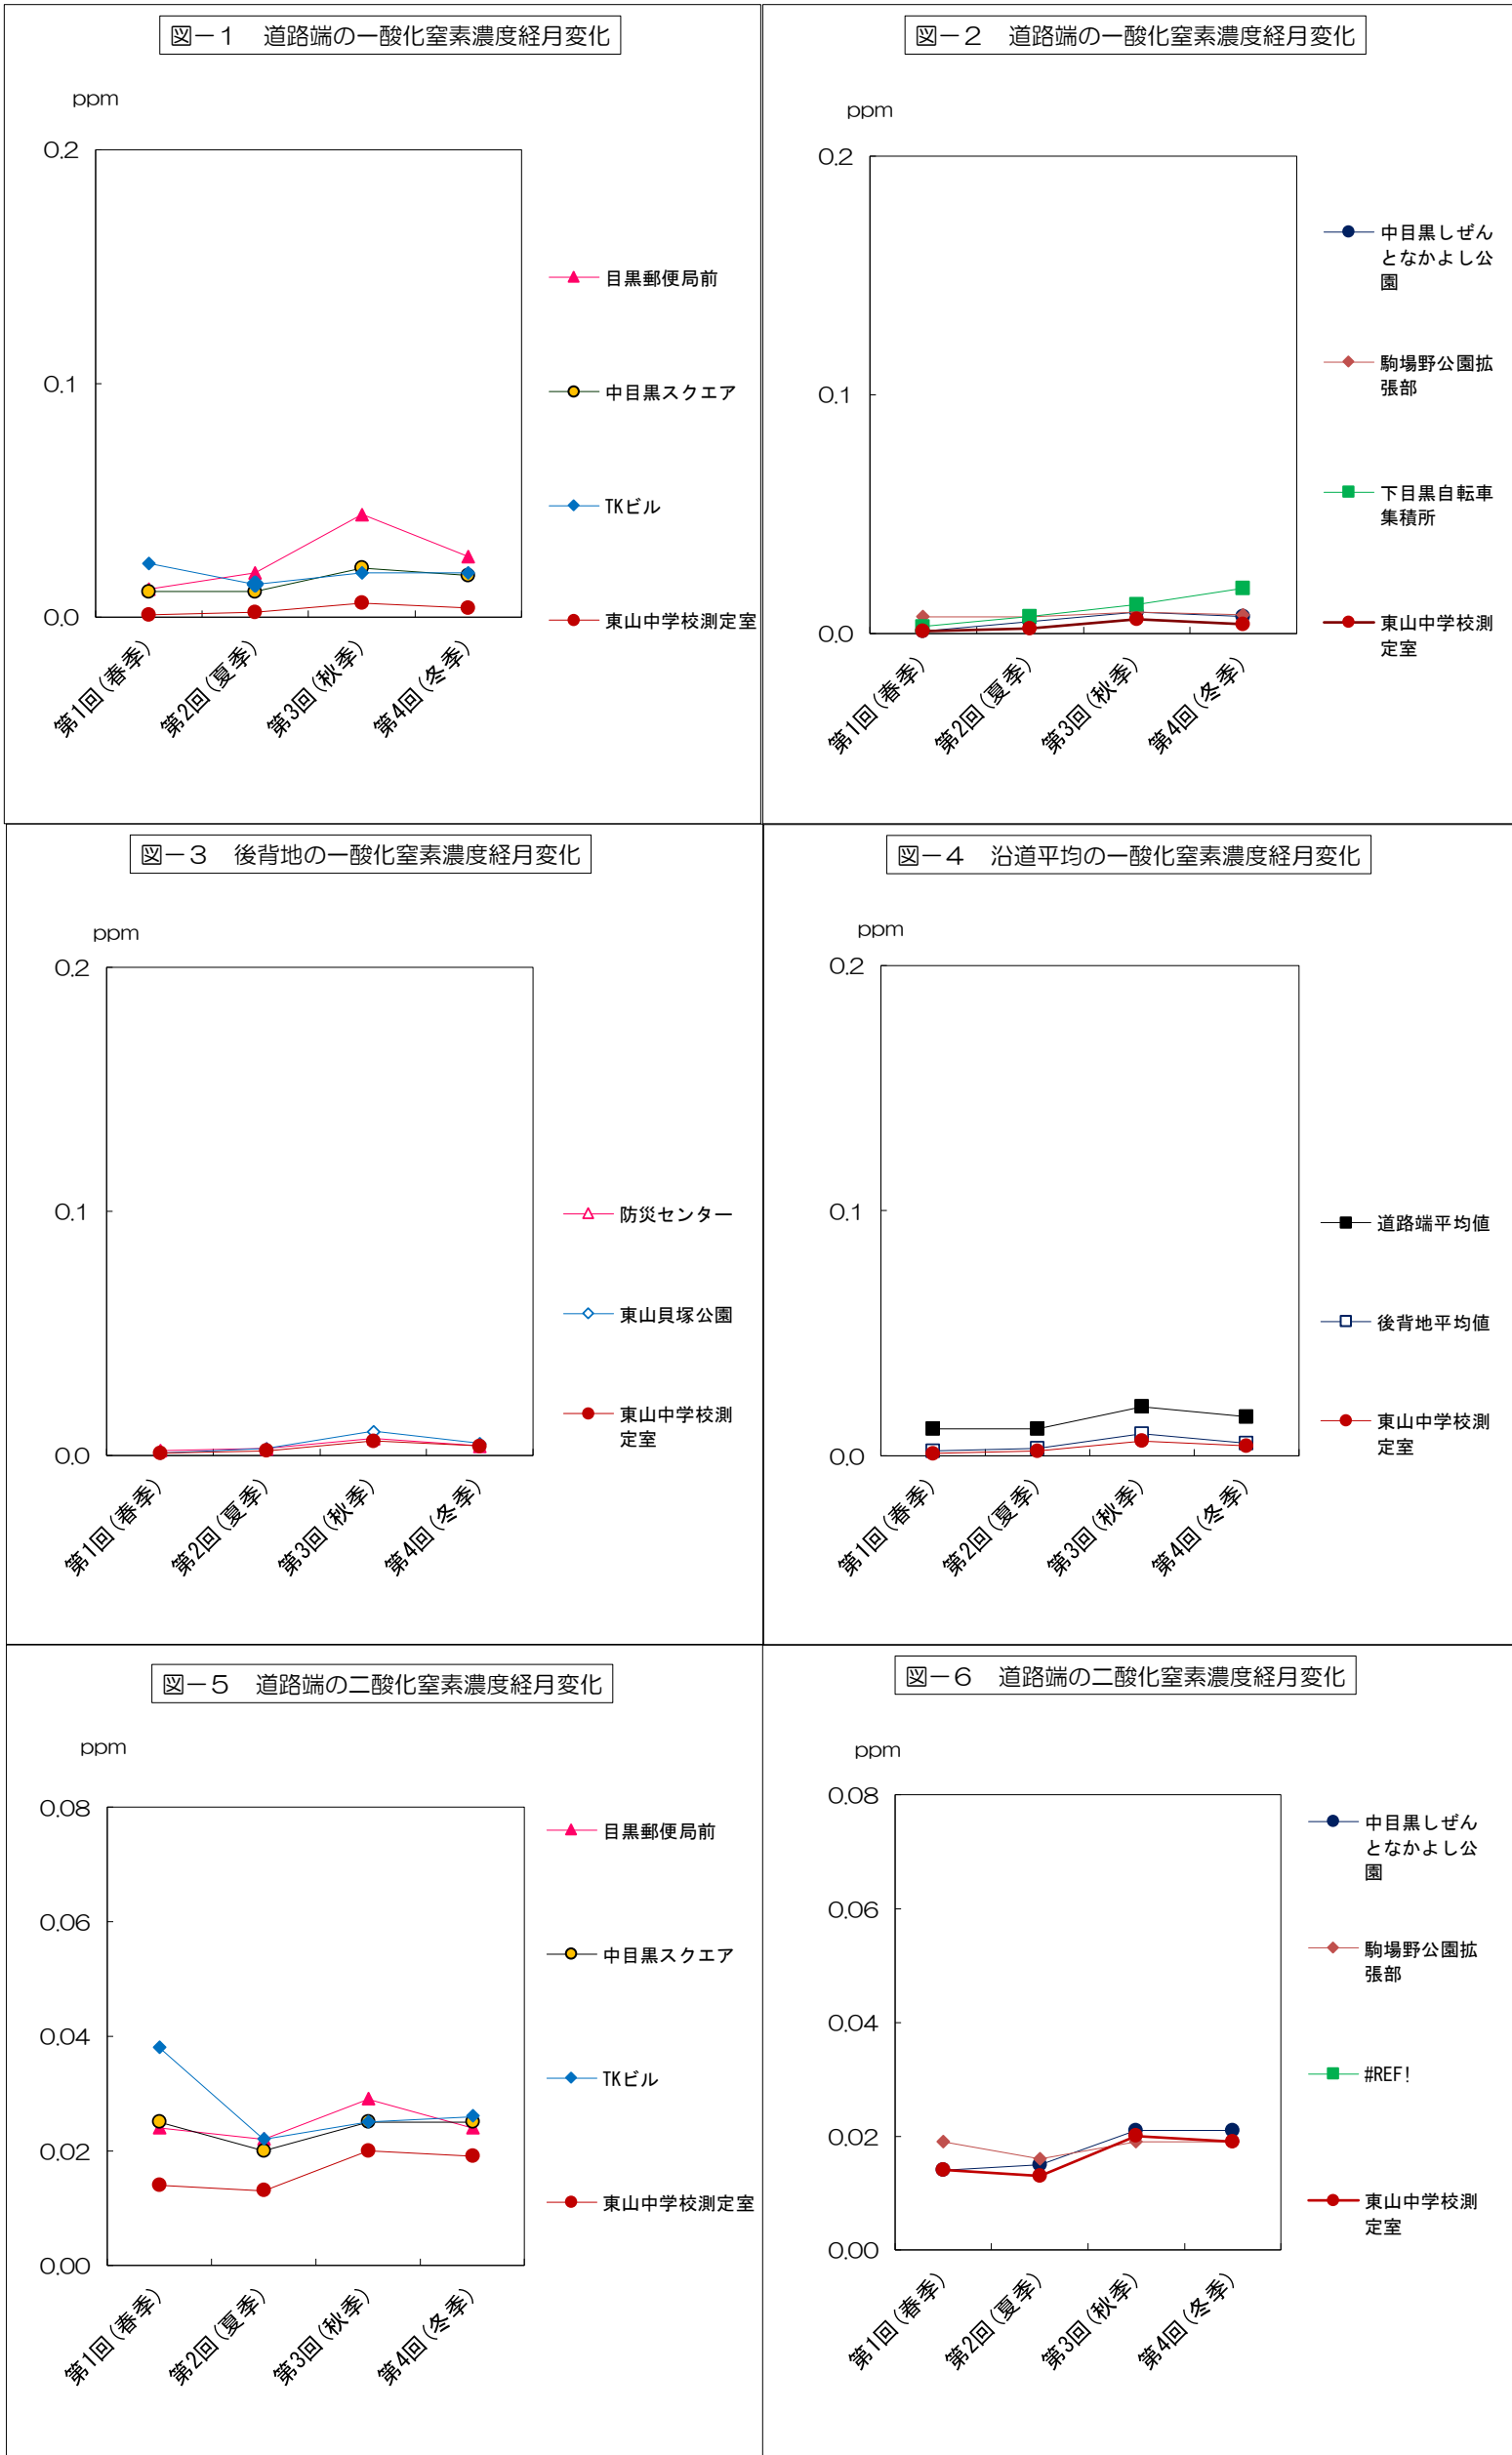 図－1　道路端の一酸化窒素濃度経月変化
ppm
0.2
0.1
0.0
第1回(春季)
第2回(夏季)
第3回(秋季)
第4回(冬季)
目黒郵便局前
中目黒スクエア
TKビル
東山中学校測定室
図－2　道路端の一酸化窒素濃度経月変化
ppm
0.2
0.1
0.0
第1回(春季)
第2回(夏季)
第3回(秋季)
第4回(冬季)
中目黒しぜん
となかよし公
園
駒場野公園拡
張部
下目黒自転車
集積所
東山中学校測
定室
図－3　後背地の一酸化窒素濃度経月変化
ppm
0.2
0.1
0.0
第1回(春季)
第2回(夏季)
第3回(秋季)
第4回(冬季)
防災センター
東山貝塚公園
東山中学校測
定室
図－4　沿道平均の一酸化窒素濃度経月変化
ppm
0.2
0.1
0.0
第1回(春季)
第2回(夏季)
第3回(秋季)
第4回(冬季)
道路端平均値
後背地平均値
東山中学校測
定室
図－5　道路端の二酸化窒素濃度経月変化
ppm
0.08
0.06
0.04
0.02
0.00
第1回(春季)
第2回(夏季)
第3回(秋季)
第4回(冬季)
目黒郵便局前
中目黒スクエア
TKビル
東山中学校測定室
図－6　道路端の二酸化窒素濃度経月変化
ppm
0.08
0.06
0.04
0.02
0.00
第1回(春季)
第2回(夏季)
第3回(秋季)
第4回(冬季)
中目黒しぜん
となかよし公
園
駒場野公園拡
張部
#REF!
東山中学校測
定室